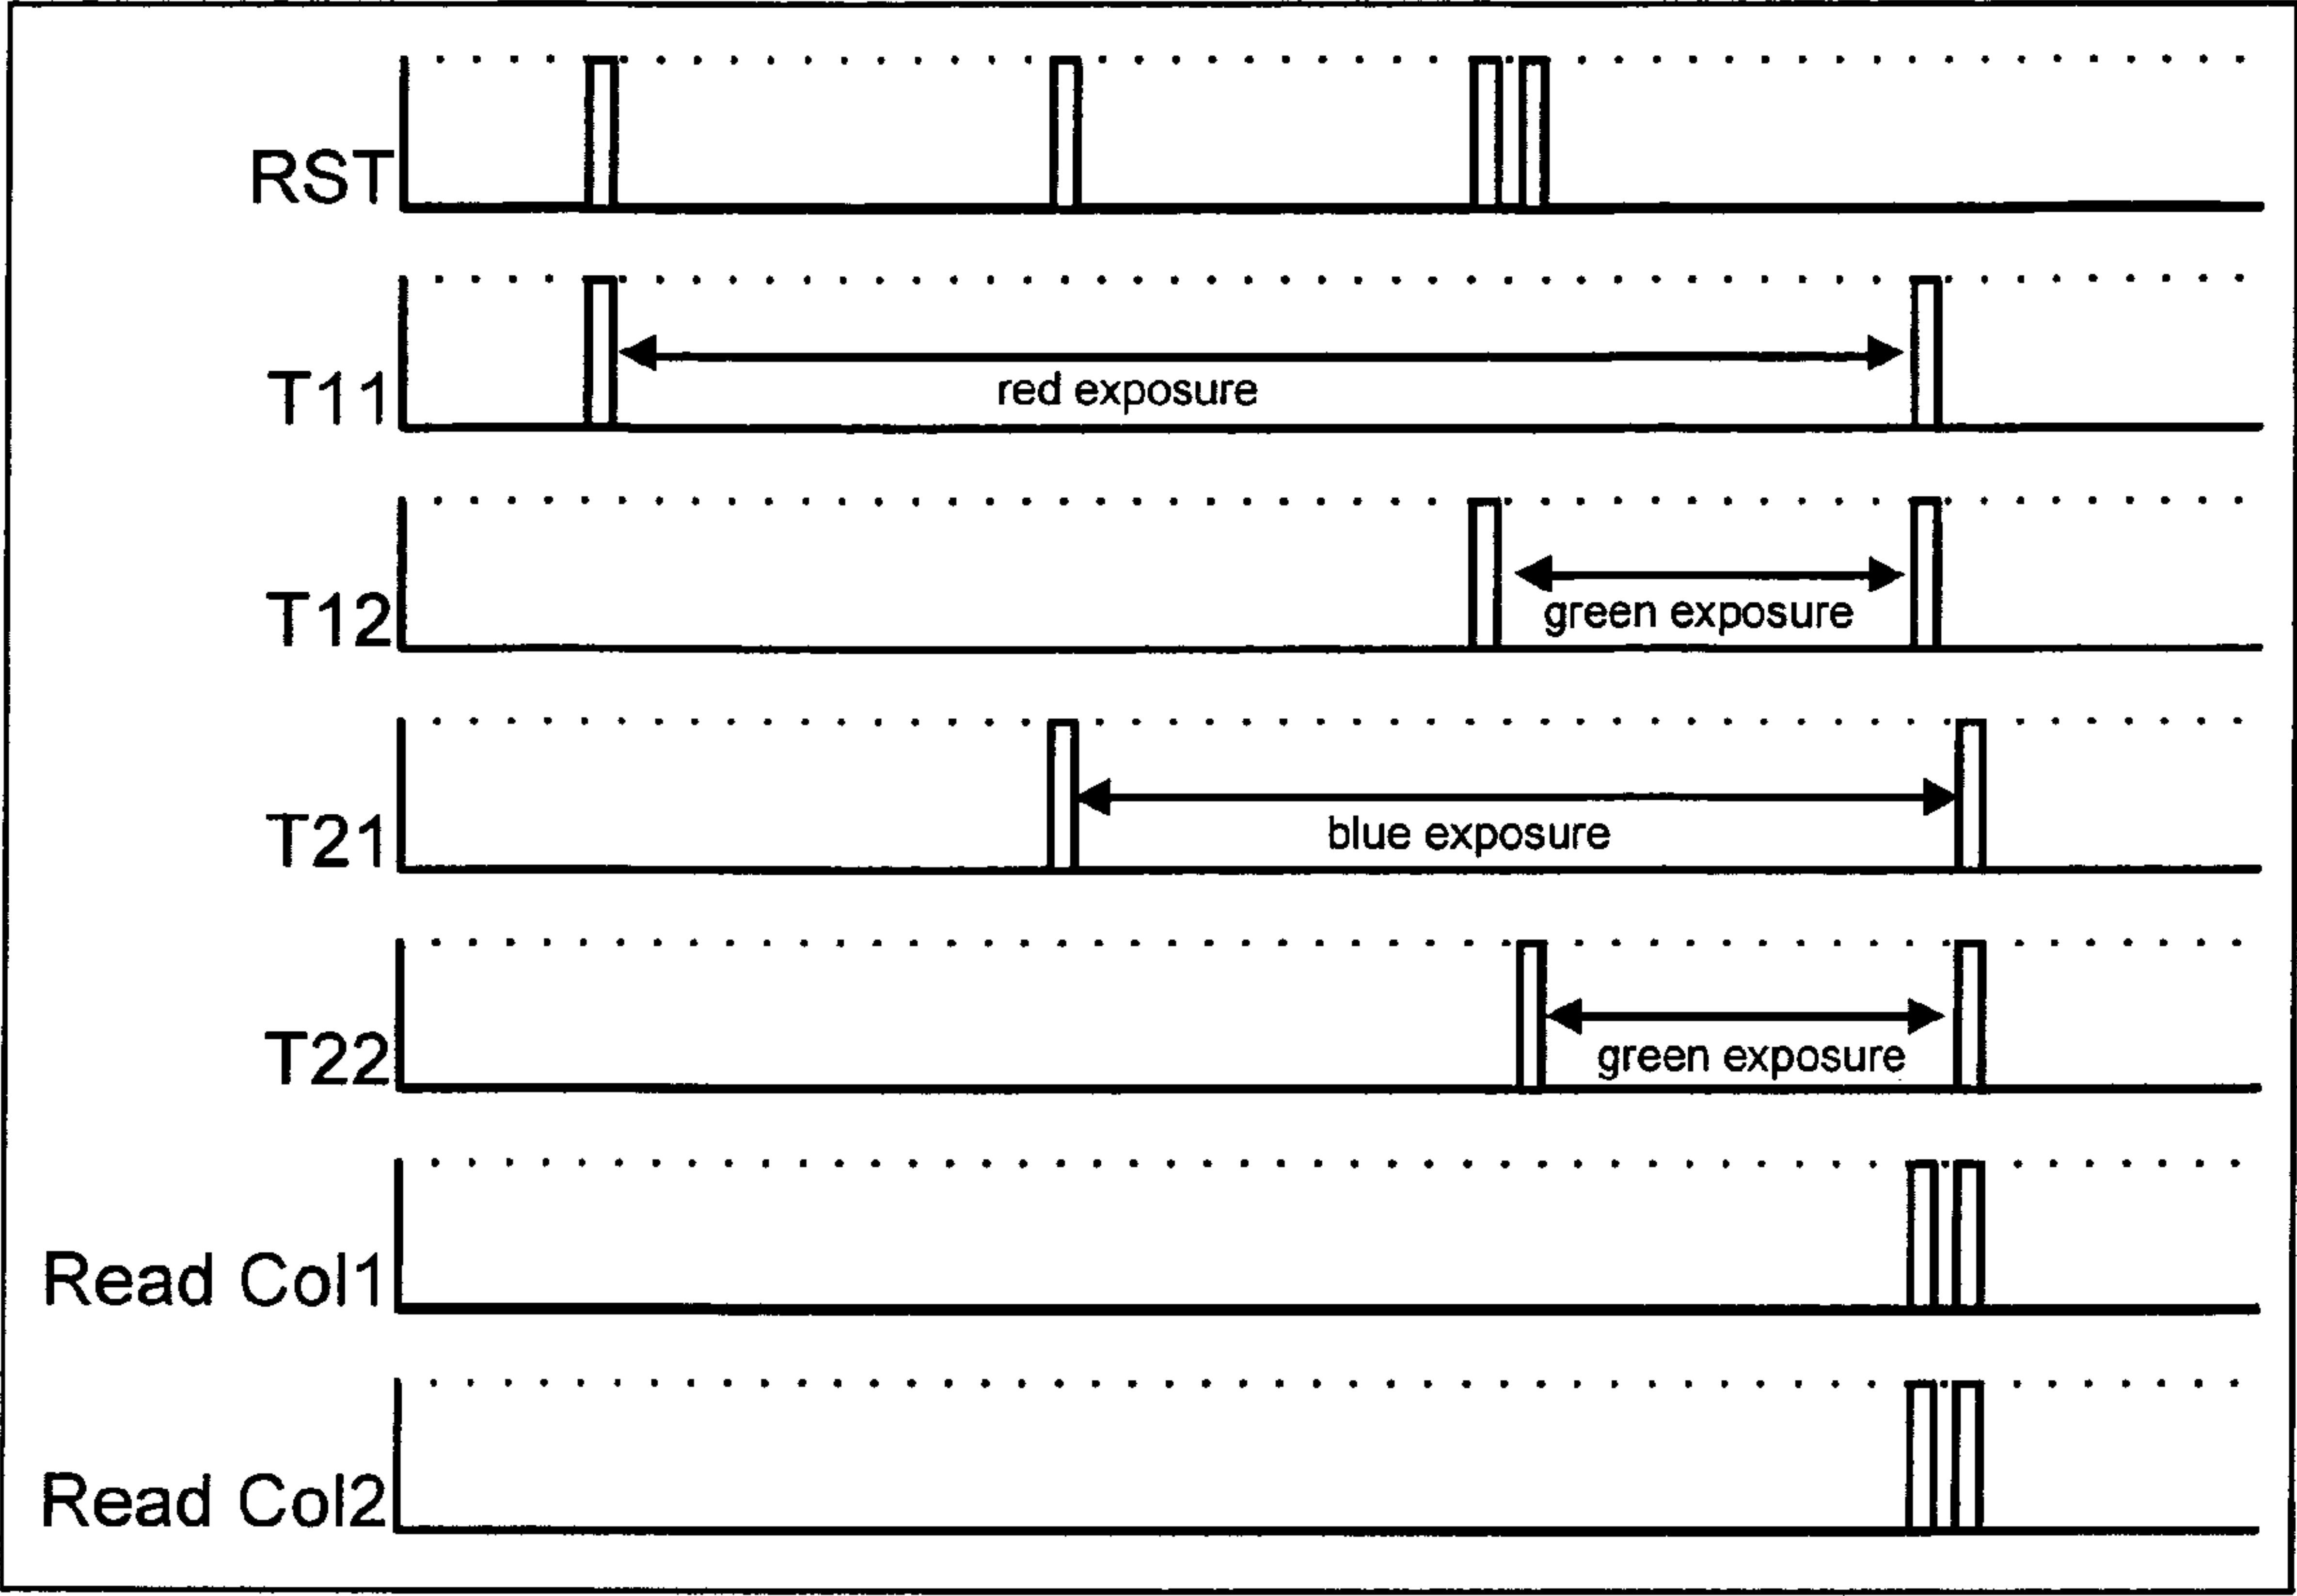 RST
T11
red exposure
T12
green exposure
T21
blue exposure
T22
green exposure
Read Col1
Read Col2